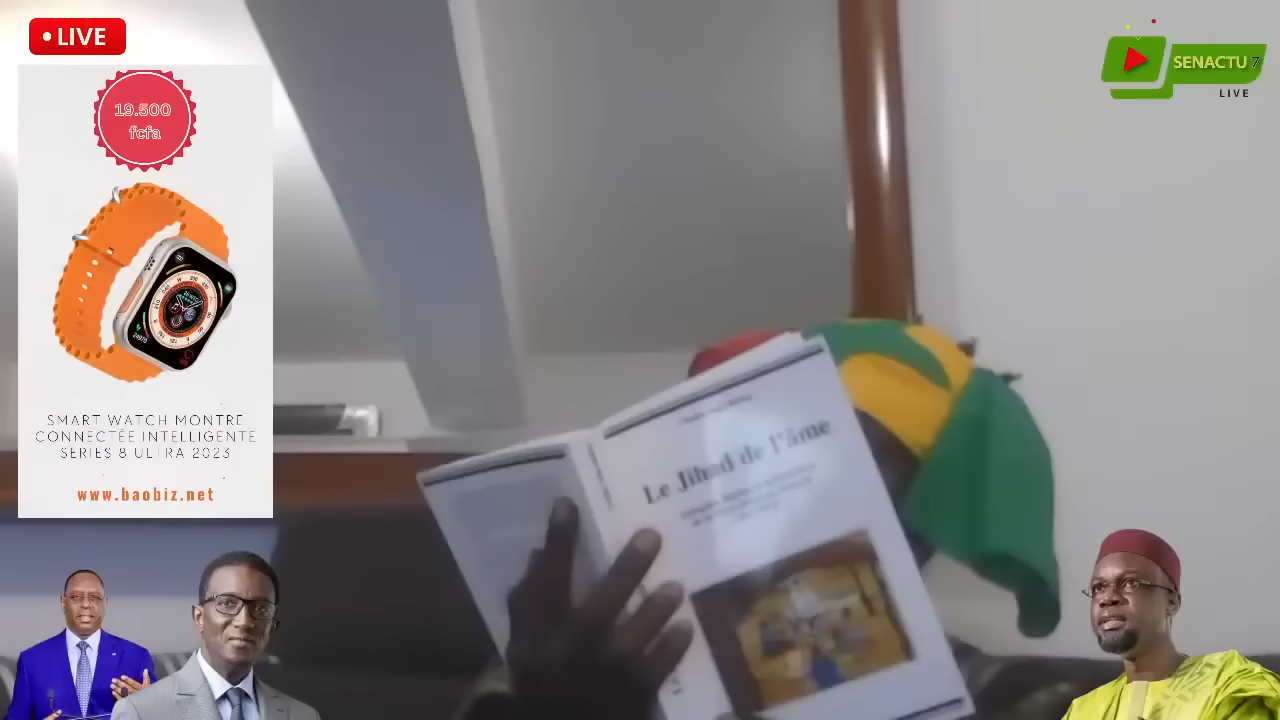 LIVE
19.500
fcfa
SMART WATCH MONTRE
CONNECTÉE INTELLIGENTE
SERIES 8 ULTRA 2023
www.baobiz.net
SENACTU 7
LIVE
Le Jihad de l'âme